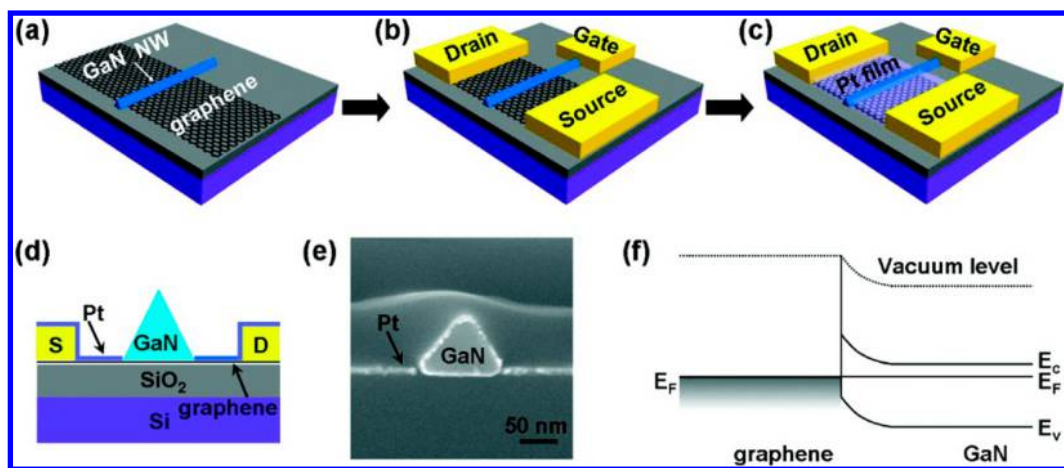 (a)
GaN NW
graphene
(b)
Drain
Gate
Source
(c)
Drain
Gate
Pt film
Source
(d)
Pt
S
GaN
D
SiO2
graphene
Si
(e)
Pt
GaN
50 nm
(f)
Vacuum level
Ec
EF
EF
Ev
graphene
GaN